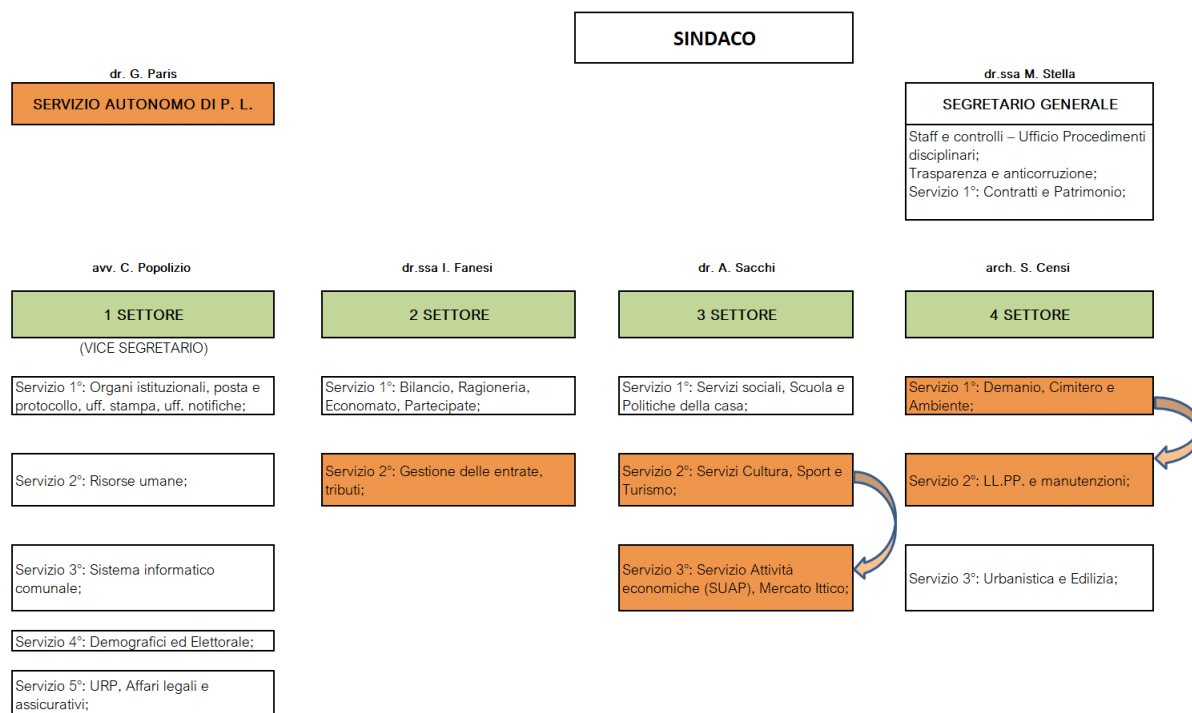 SINDACO
dr. G. Paris
SERVIZIO AUTONOMO DI P. L.
dr.ssa M. Stella
SEGRETARIO GENERALE
Staff e controlli – Ufficio Procedimenti
disciplinari;
Trasparenza e anticorruzione;
Servizio 1°: Contratti e Patrimonio;
avv. C. Popolizio
1 SETTORE
(VICE SEGRETARIO)
Servizio 1°: Organi istituzionali, posta e
protocollo, uff. stampa, uff. notifiche;
Servizio 2°: Risorse umane;
Servizio 3°: Sistema informatico
comunale;
Servizio 4°: Demografici ed Elettorale;
Servizio 5°: URP, Affari legali e
assicurativi;
dr.ssa I. Fanesi
2 SETTORE
Servizio 1°: Bilancio, Ragioneria,
Economato, Partecipate;
Servizio 2°: Gestione delle entrate,
tributi;
dr. A. Sacchi
3 SETTORE
Servizio 1°: Servizi sociali, Scuola e
Politiche della casa;
Servizio 2°: Servizi Cultura, Sport e
Turismo;
Servizio 3°: Servizio Attività
economiche (SUAP), Mercato Ittico;
arch. S. Censi
4 SETTORE
Servizio 1°: Demanio, Cimitero e
Ambiente;
Servizio 2°: LL.PP. e manutenzioni;
Servizio 3°: Urbanistica e Edilizia;